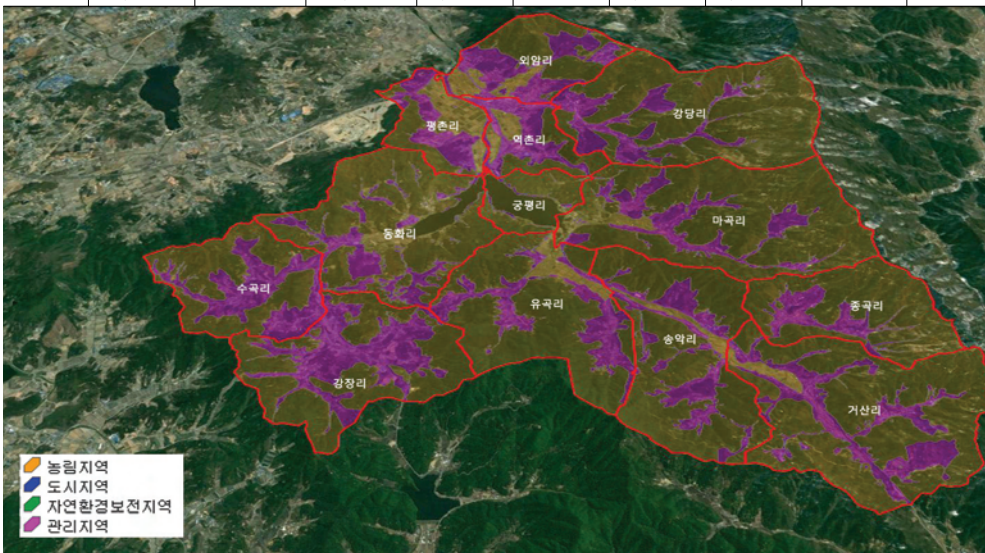 외암리
강당리
평촌리
역촌리
궁평리
마곡리
동화리
수곡리
유곡리
종곡리
송악리
강장리
거산리
농림지역
도시지역
자연환경보전지역
관리지역